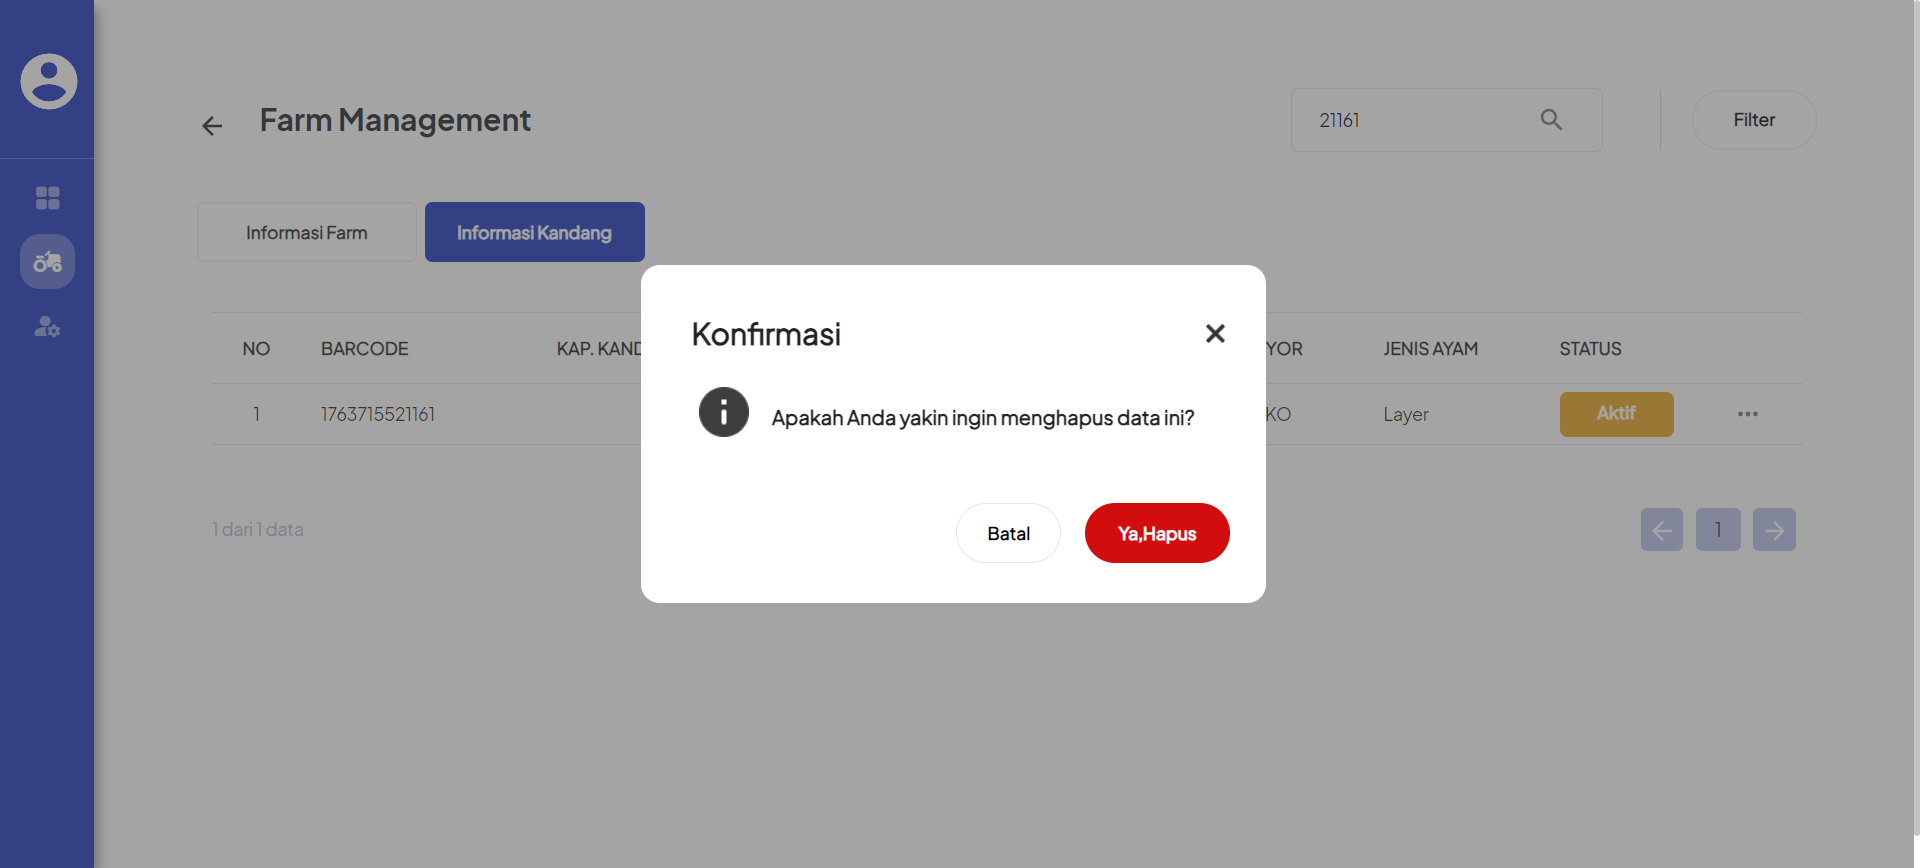 Farm Management
21161
Filter
Informasi Farm
Informasi Kandang
Konfirmasi
NO BARCODE KAP. KAND YOR JENIS AYAM STATUS
1 1763715521161 KO Layer Aktif
Apakah Anda yakin ingin menghapus data ini?
1 dari 1 data
Batal
Ya,Hapus
1